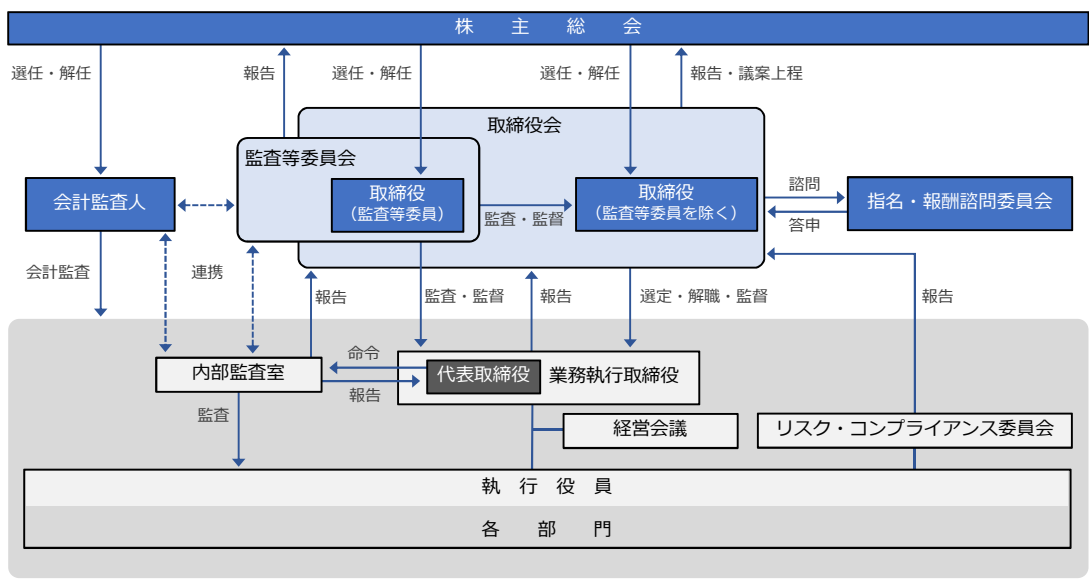 株 主 総 会
選任・解任
報告
選任・解任
選任・解任
報告・議案上程
取締役会
監査等委員会
会計監査人
取締役
（監査等委員）
監査・監督
取締役
（監査等委員を除く）
諮問
答申
指名・報酬諮問委員会
会計監査
連携
報告
監査・監督
報告
選定・解職・監督
報告
内部監査室
命令
報告
代表取締役
業務執行取締役
監査
経営会議
リスク・コンプライアンス委員会
執 行 役 員
各 部 門